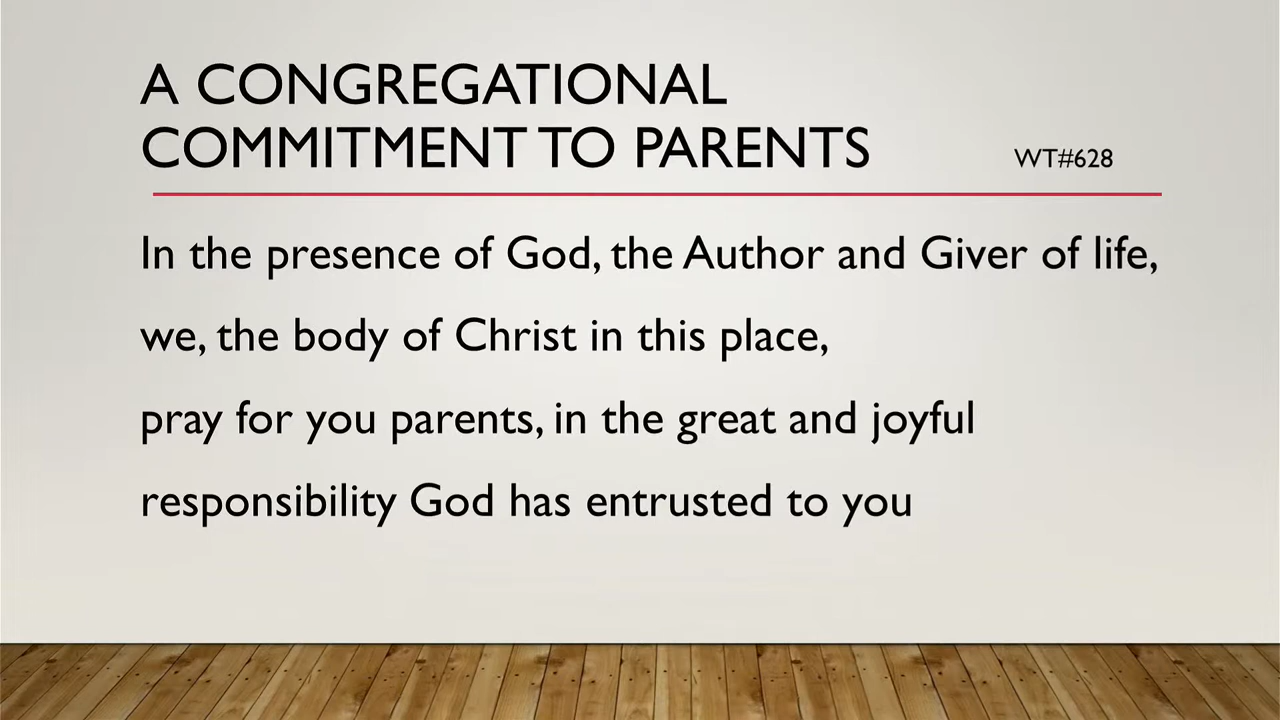 A CONGREGATIONAL
COMMITMENT TO PARENTS WT#628
In the presence of God, the Author and Giver of life,
we, the body of Christ in this place,
pray for you parents, in the great and joyful
responsibility God has entrusted to you